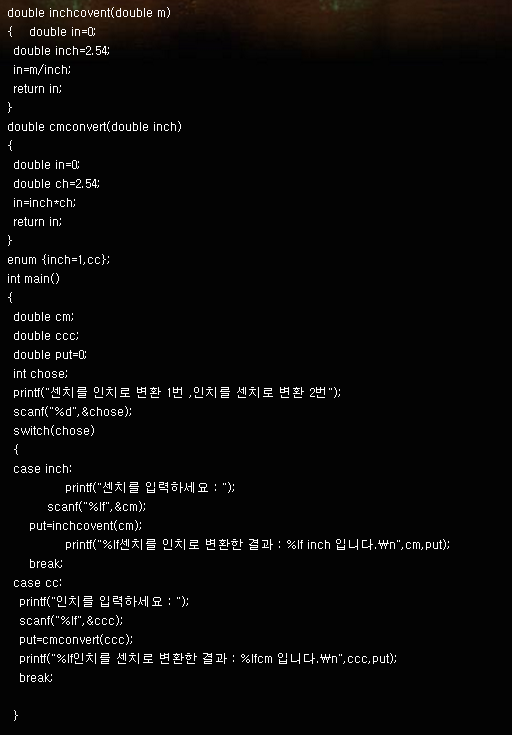 double inchcovent(double m)
{ double in=0;
double inch=2.54;
in=m/inch;
return in;
}
double cmconvert(double inch)
{
double in=0;
double ch=2.54;
in=inch*ch;
return in;
}
enum {inch=1,cc};
int main()
{
double cm;
double ccc;
double put=0;
int chose;
printf("센치를 인치로 변환 1번 ,인치를 센치로 변환 2번");
scanf("%d",&chose);
switch(chose)
{
case inch:
printf("센치를 입력하세요 : ");
scanf("%lf",&cm);
put=inchcovent(cm);
printf("%lf센치를 인치로 변환한 결과 : %lf inch 입니다.₩n",cm,put);
break;
case cc:
printf("인치를 입력하세요 : ");
scanf("%lf",&ccc);
put=cmconvert(ccc);
printf("%lf인치를 센치로 변환한 결과 : %lfcm 입니다.₩n",ccc,put);
break;
}